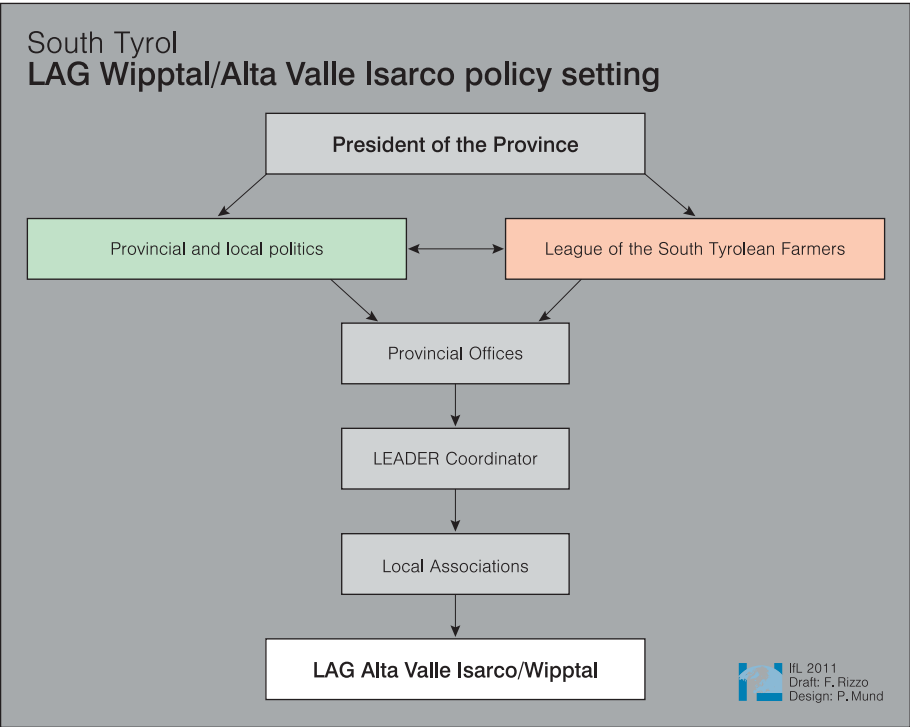 South Tyrol
LAG Wipptal/Alta Valle Isarco policy setting
President of the Province
Provincial and local politics
League of the South Tyrolean Farmers
Provincial Offices
LEADER Coordinator
Local Associations
LAG Alta Valle Isarco/Wipptal
IfL 2011
Draft: F. Rizzo
Design: P. Mund